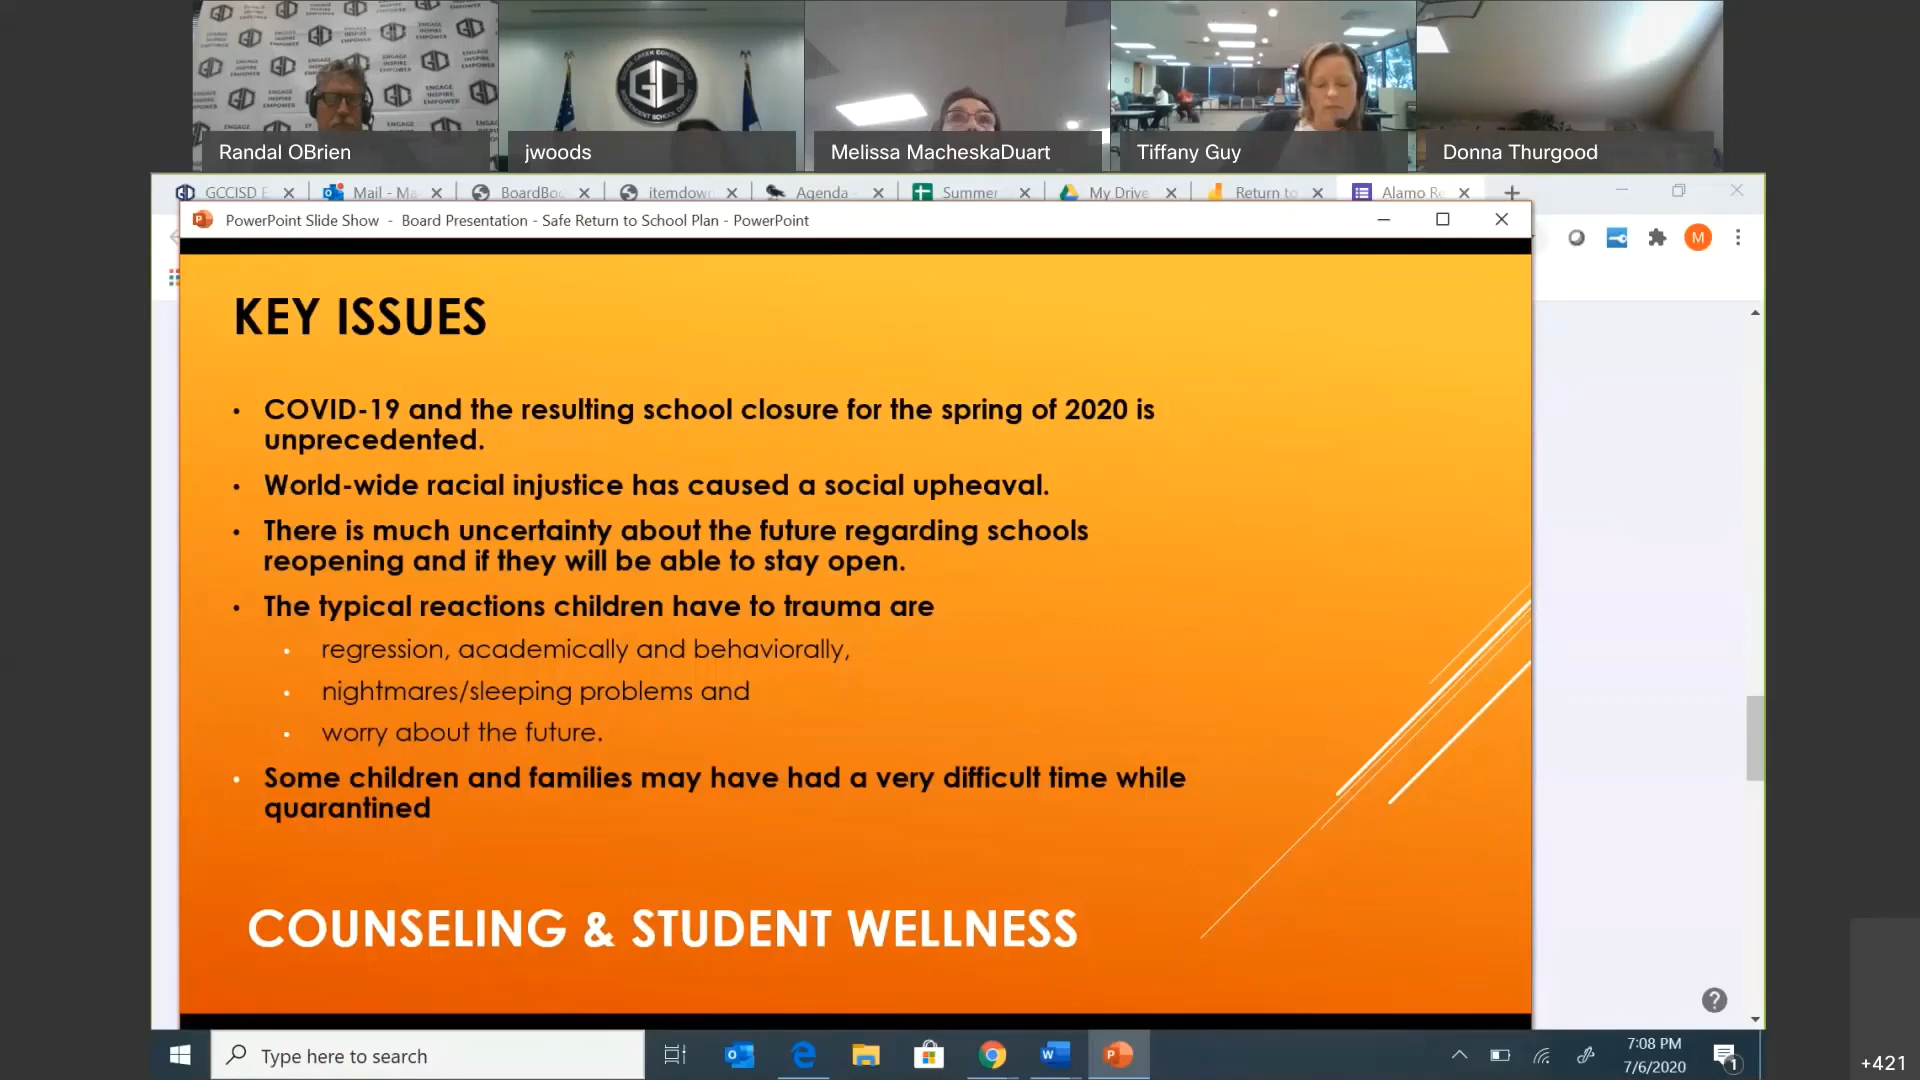 ENGAGE INSPIRE EMPOWER
GC
Randal OBrien
jwoods
Melissa MacheskaDuart
Tiffany Guy
Donna Thurgood
GCCISD E
Mail - Ma
BoardBoo
itemdown
Agenda
Summer
My Drive
Return to
Alamo Re
PowerPoint Slide Show - Board Presentation - Safe Return to School Plan - PowerPoint
M
KEY ISSUES
• COVID-19 and the resulting school closure for the spring of 2020 is
unprecedented.
• World-wide racial injustice has caused a social upheaval.
• There is much uncertainty about the future regarding schools
reopening and if they will be able to stay open.
• The typical reactions children have to trauma are
• regression, academically and behaviorally,
• nightmares/sleeping problems and
• worry about the future.
• Some children and families may have had a very difficult time while
quarantined
COUNSELING & STUDENT WELLNESS
Type here to search
7:08 PM
7/6/2020
1
+421